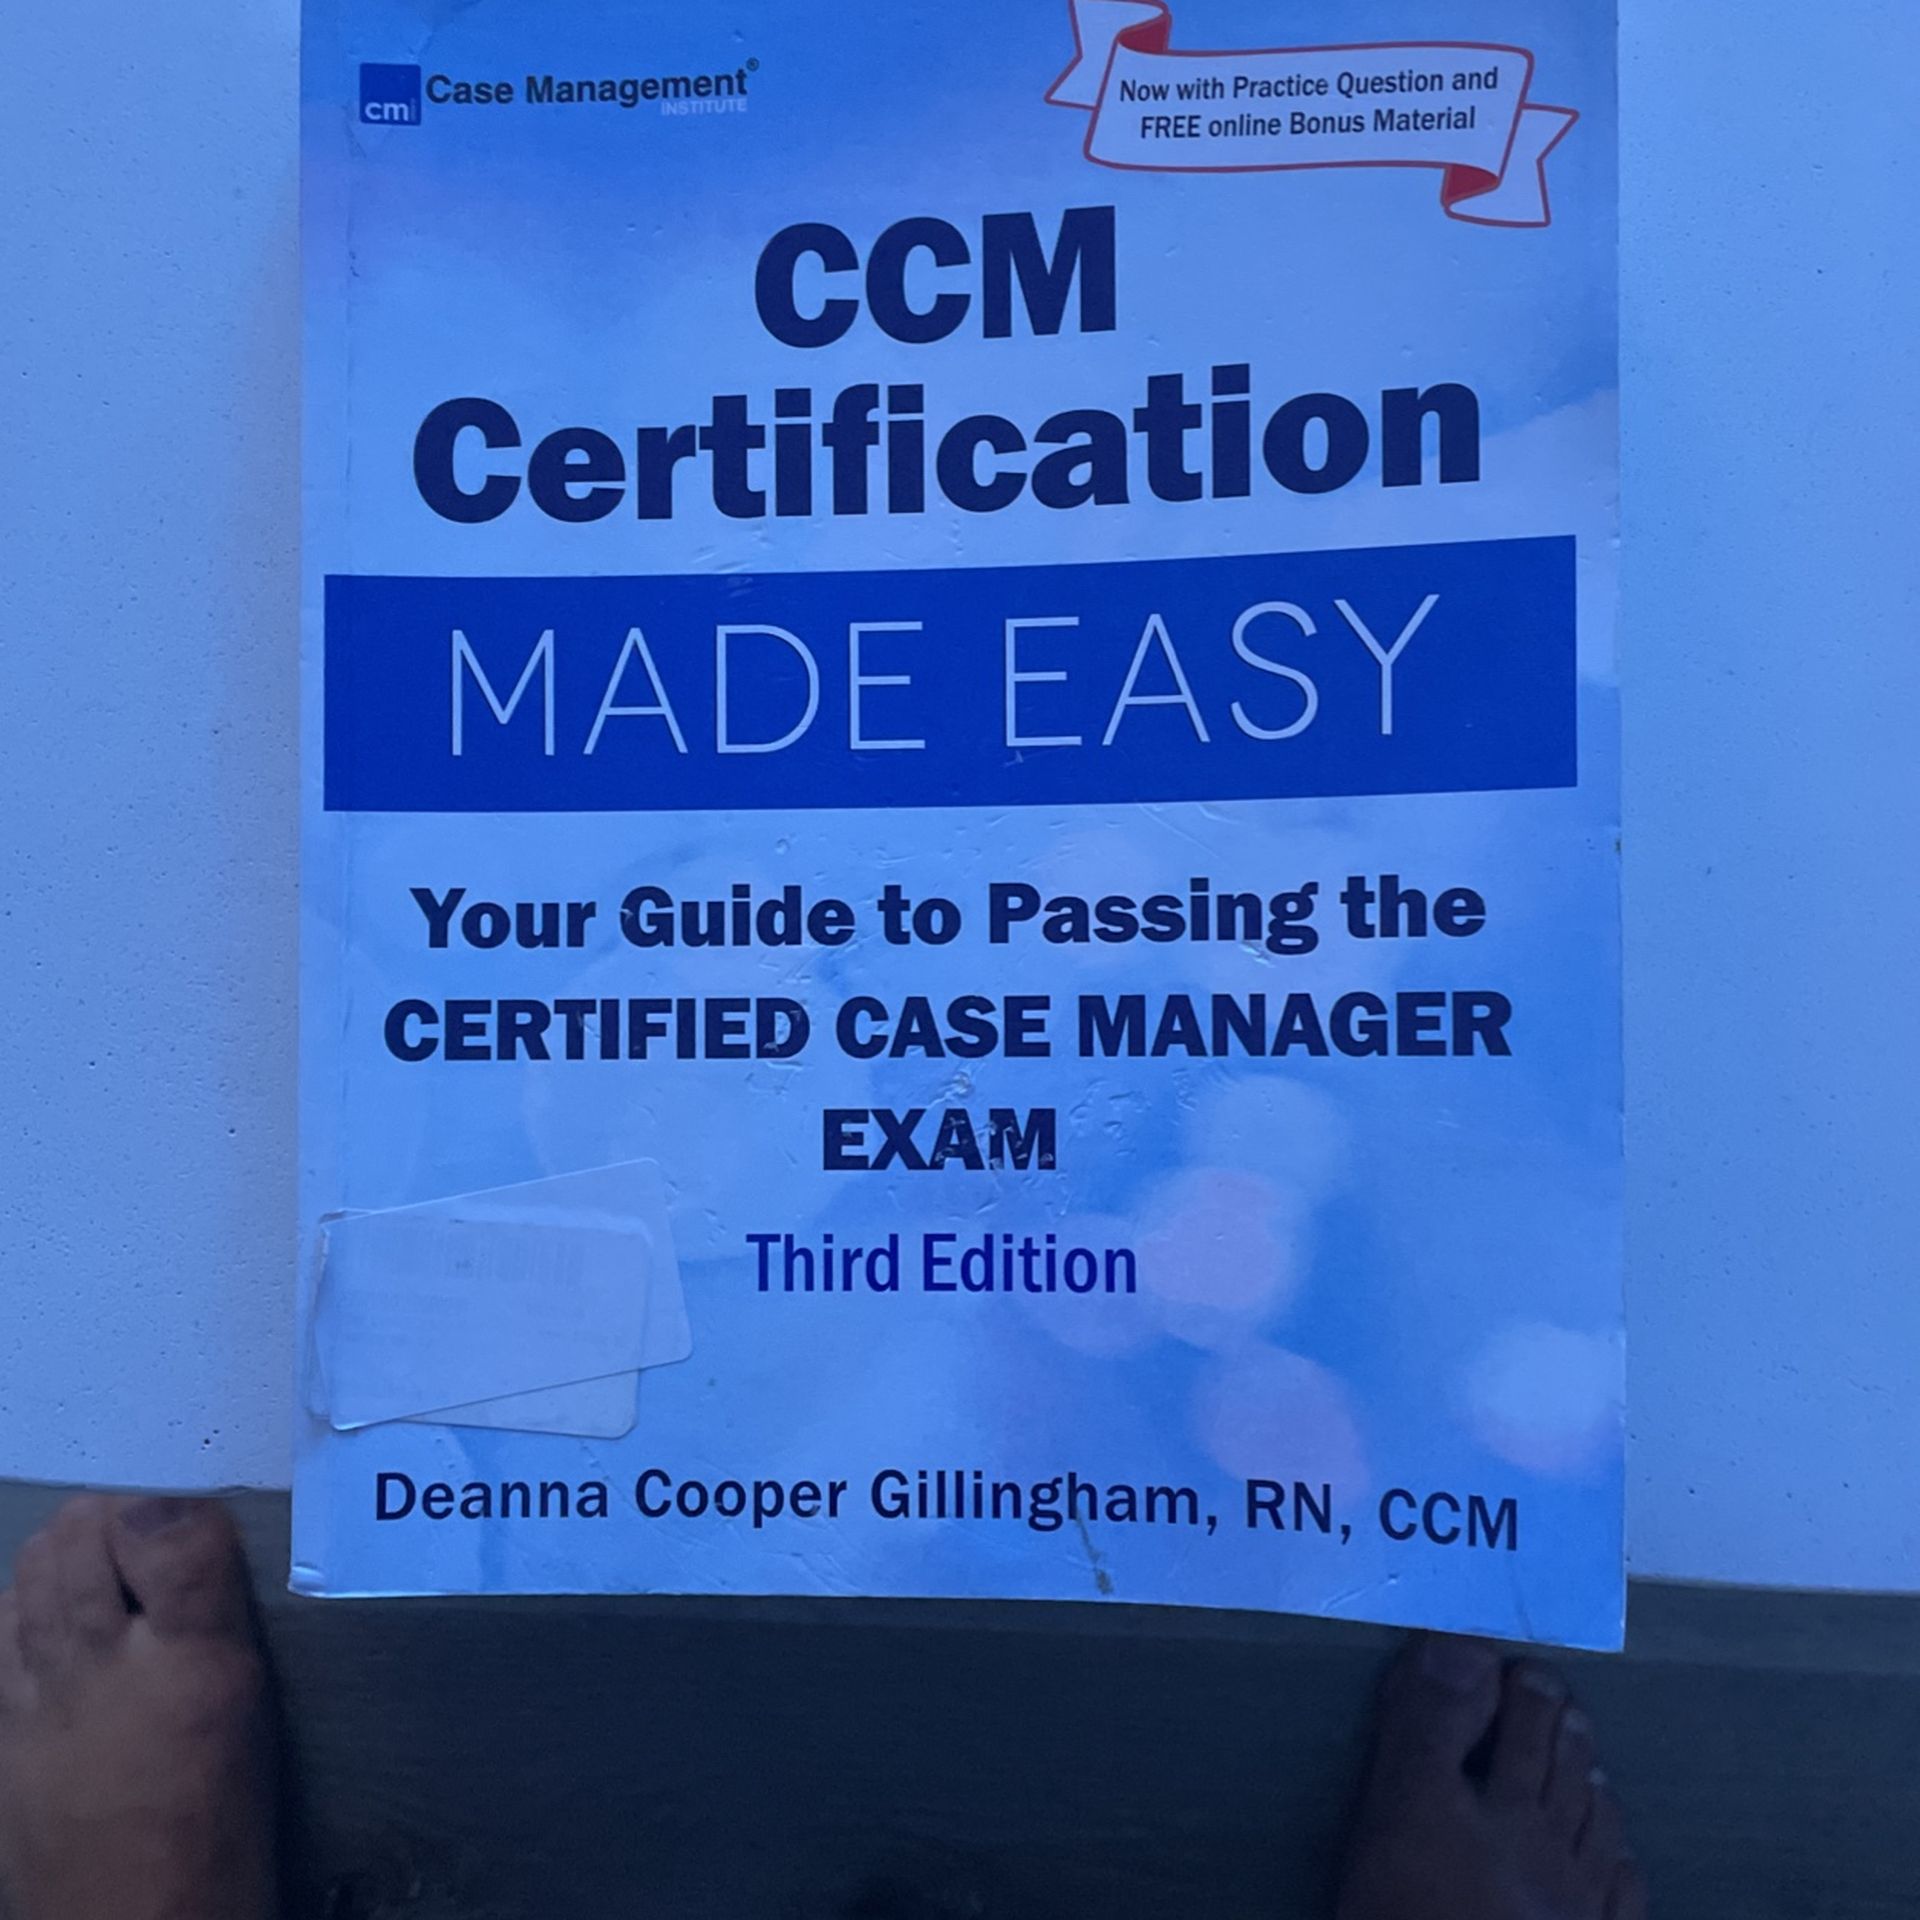 cmi Case Management®
INSTITUTE
Now with Practice Question and
FREE online Bonus Material
CCM
Certification
MADE EASY
Your Guide to Passing the
CERTIFIED CASE MANAGER
EXAM
Third Edition
Deanna Cooper Gillingham, RN, CCM